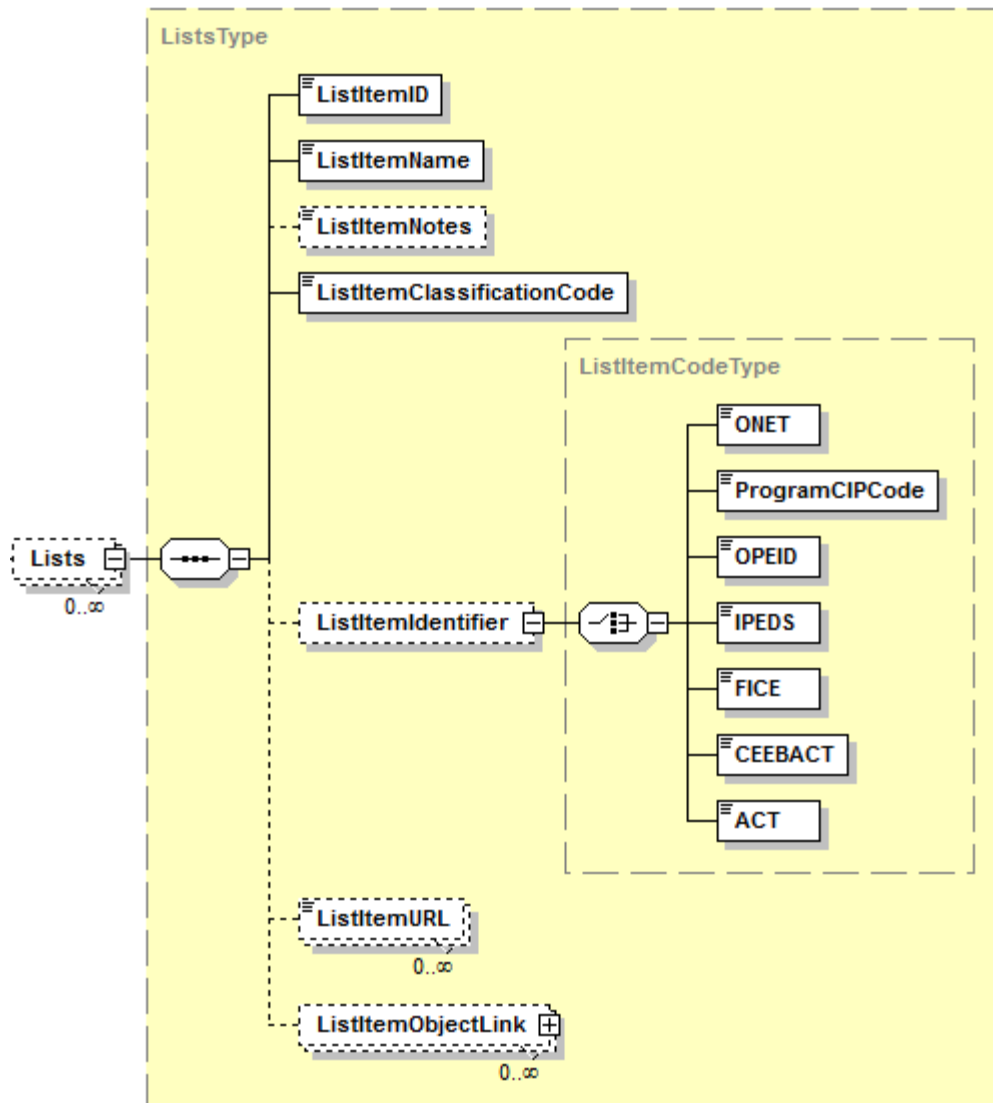 ListsType
ListItemID
ListItemName
ListItemNotes
ListItemClassificationCode
ListItemCodeType
ONET
ProgramCIPCode
OPEID
Lists
0..∞
ListItemIdentifier
IPEDS
FICE
CEEBACT
ACT
ListItemURL
0..∞
ListItemObjectLink
0..∞